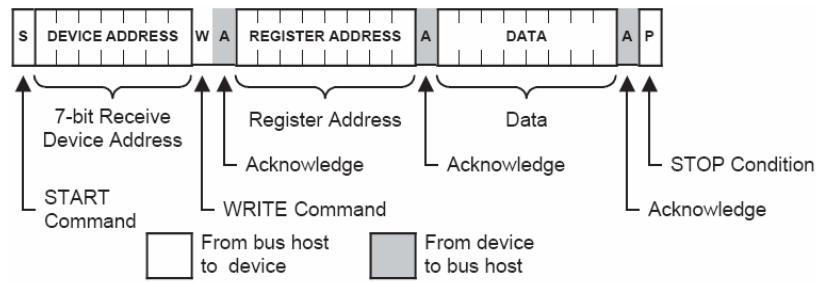 S DEVICE ADDRESS W A REGISTER ADDRESS A DATA A P
7-bit Receive
Device Address
Register Address
Data
Acknowledge
Acknowledge
STOP Condition
START
Command
WRITE Command
Acknowledge
From bus host
to device
From device
to bus host